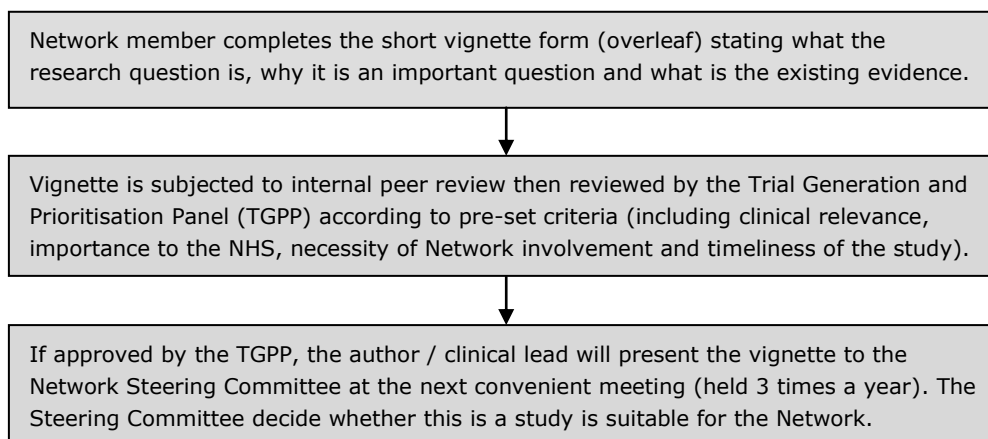 Network member completes the short vignette form (overleaf) stating what the
research question is, why it is an important question and what is the existing evidence.
Vignette is subjected to internal peer review then reviewed by the Trial Generation and
Prioritisation Panel (TGPP) according to pre-set criteria (including clinical relevance,
importance to the NHS, necessity of Network involvement and timeliness of the study).
If approved by the TGPP, the author / clinical lead will present the vignette to the
Network Steering Committee at the next convenient meeting (held 3 times a year). The
Steering Committee decide whether this is a study is suitable for the Network.